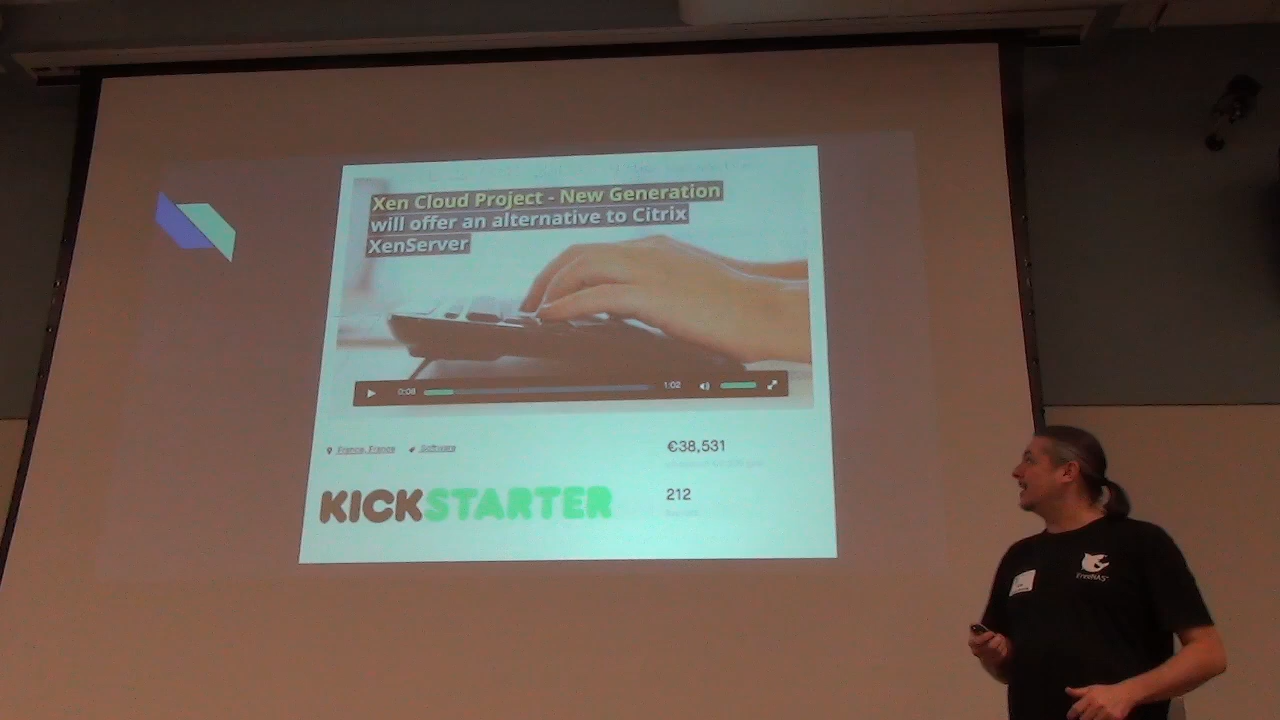 Xen Cloud Project - New Generation
will offer an alternative to Citrix
XenServer
0:08
1:02
France, France
Software
€38,531
212
KICKSTARTER
FreeNAS